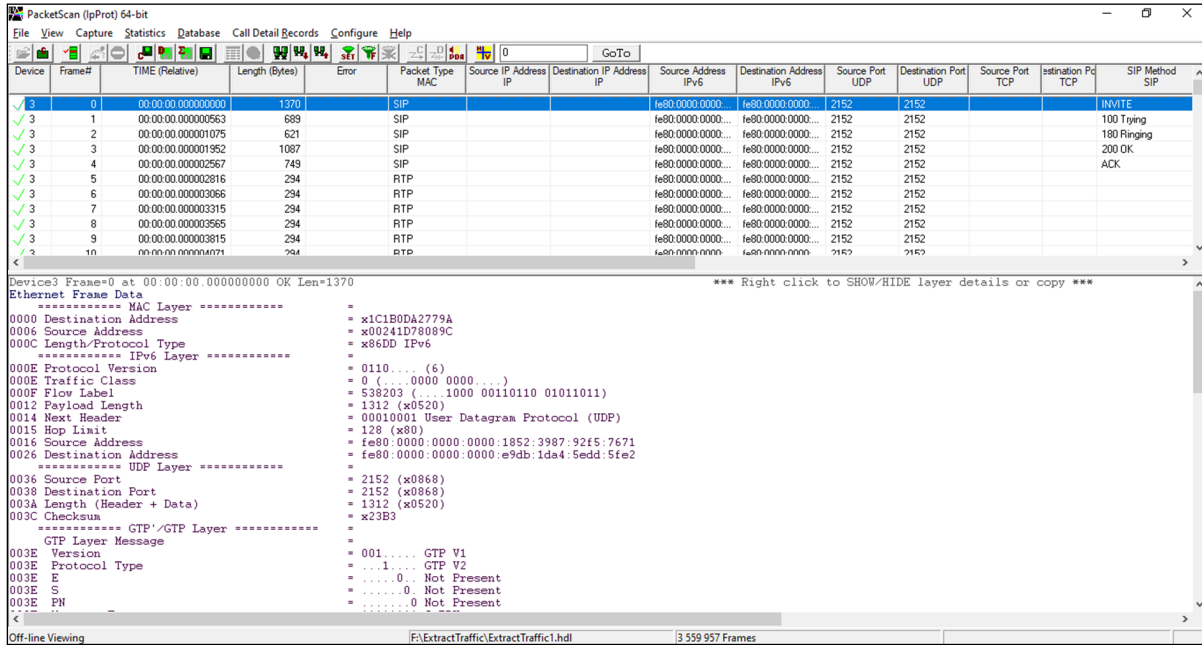 PacketScan (IpProt) 64-bit
File View Capture Statistics Database Call Detail Records Configure Help
0 GoTo
Device Frame# TIME (Relative) Length (Bytes) Error Packet Type MAC Source IP Address IP Destination IP Address IP Source Address IPv6 Destination Address IPv6 Source Port UDP Destination Port UDP Source Port TCP estination Po TCP SIP Method SIP
3 0 00:00:00.000000000 1370 SIP fe80:0000:0000:... fe80:0000:0000:... 2152 2152 INVITE
3 1 00:00:00.000000563 689 SIP fe80:0000:0000:... fe80:0000:0000:... 2152 2152 100 Trying
3 2 00:00:00.000001075 621 SIP fe80:0000:0000:... fe80:0000:0000:... 2152 2152 180 Ringing
3 3 00:00:00.000001952 1087 SIP fe80:0000:0000:... fe80:0000:0000:... 2152 2152 200 OK
3 4 00:00:00.000002567 749 SIP fe80:0000:0000:... fe80:0000:0000:... 2152 2152 ACK
3 5 00:00:00.000002816 294 RTP fe80:0000:0000:... fe80:0000:0000:... 2152 2152
3 6 00:00:00.000003066 294 RTP fe80:0000:0000:... fe80:0000:0000:... 2152 2152
3 7 00:00:00.000003315 294 RTP fe80:0000:0000:... fe80:0000:0000:... 2152 2152
3 8 00:00:00.000003565 294 RTP fe80:0000:0000:... fe80:0000:0000:... 2152 2152
3 9 00:00:00.000003815 294 RTP fe80:0000:0000:... fe80:0000:0000:... 2152 2152
3 10 00:00:00.000004071 294 RTP fe80:0000:0000:... fe80:0000:0000:... 2152 2152
Device3 Frame=0 at 00:00:00.000000000 OK Len=1370 *** Right click to SHOW/HIDE layer details or copy ***
Ethernet Frame Data
============ MAC Layer ============ =
0000 Destination Address = x1C1B0DA2779A
0006 Source Address = x00241D78089C
000C Length/Protocol Type = x86DD IPv6
============ IPv6 Layer ============ =
000E Protocol Version = 0110.... (6)
000E Traffic Class = 0 (....0000 0000....)
000F Flow Label = 538203 (....1000 00110110 01011011)
0012 Payload Length = 1312 (x0520)
0014 Next Header = 00010001 User Datagram Protocol (UDP)
0015 Hop Limit = 128 (x80)
0016 Source Address = fe80:0000:0000:0000:1852:3987:92f5:7671
0026 Destination Address = fe80:0000:0000:0000:e9db:1da4:5edd:5fe2
============ UDP Layer ============ =
0036 Source Port = 2152 (x0868)
0038 Destination Port = 2152 (x0868)
003A Length (Header + Data) = 1312 (x0520)
003C Checksum = x23B3
============ GTP'/GTP Layer ============ =
GTP Layer Message =
003E Version = 001..... GTP V1
003E Protocol Type = ...1.... GTP V2
003E E = .....0.. Not Present
003E S = ......0. Not Present
003E PN = .......0 Not Present
Off-line Viewing F:\ExtractTraffic\ExtractTraffic1.hdl 3 559 957 Frames